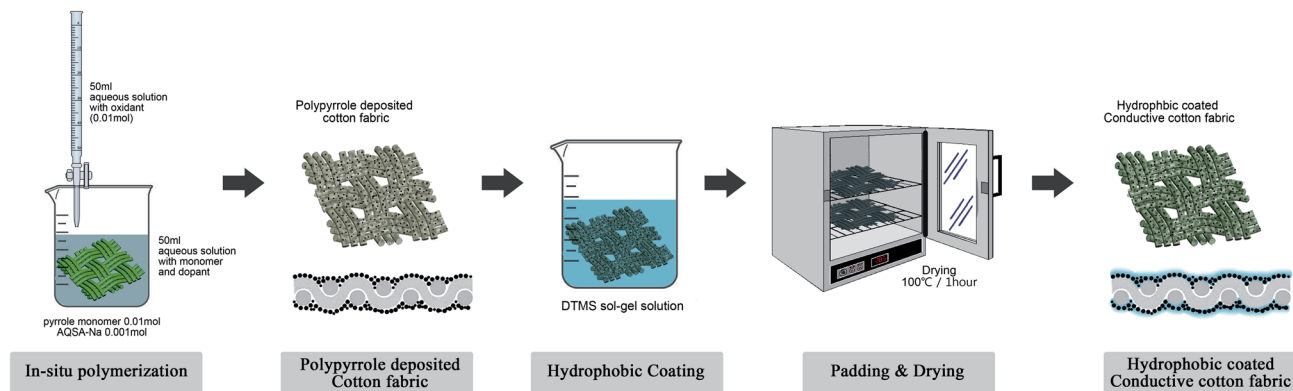 50ml
aqueous solution
with oxidant
(0.01mol)
50ml
aqueous solution
with monomer
and dopant
pyrrole monomer 0.01mol
AQSA-Na 0.001mol
In-situ polymerization
Polypyrrole deposited
cotton fabric
Polypyrrole deposited
Cotton fabric
DTMS sol-gel solution
Hydrophobic Coating
Drying
100℃ / 1hour
Padding & Drying
Hydrophbic coated
Conductive cotton fabric
Hydrophobic coated
Conductive cotton fabric